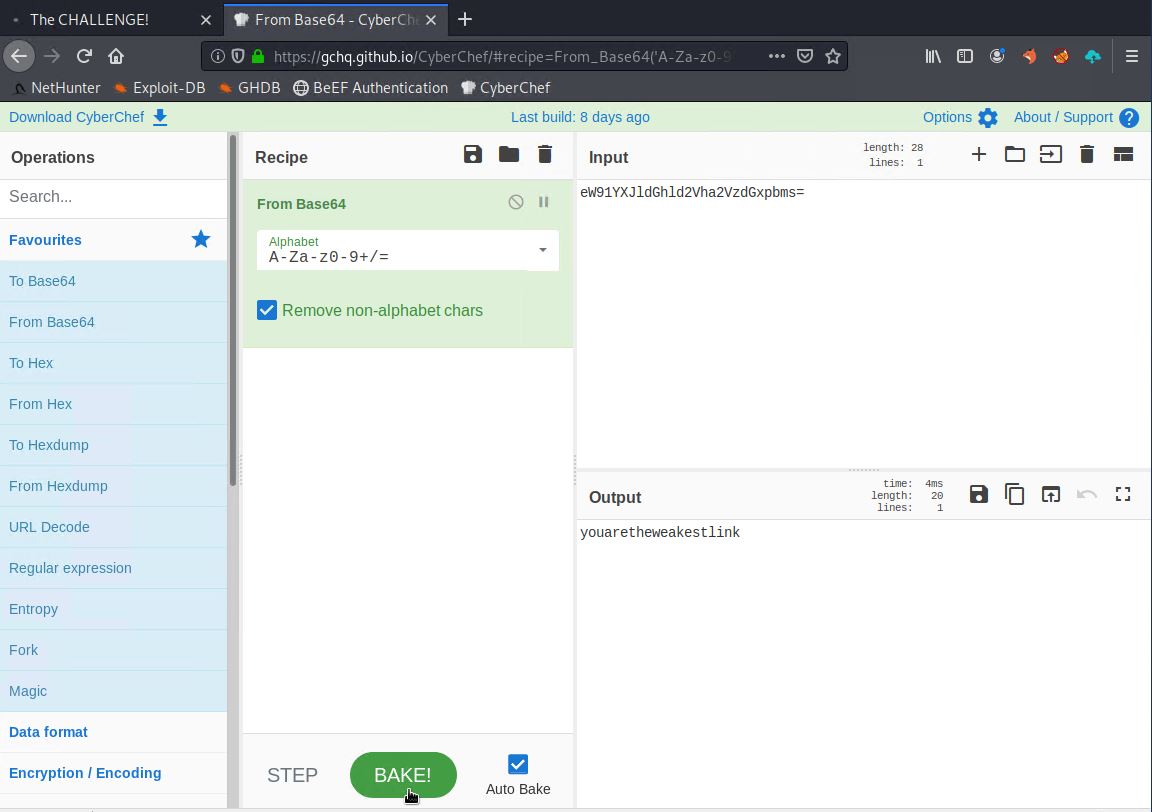 The CHALLENGE!
From Base64 - CyberChe
https://gchq.github.io/CyberChef/#recipe=From_Base64('A-Za-z0-9
NetHunter
Exploit-DB
GHDB
BeEF Authentication
CyberChef
Download CyberChef
Last build: 8 days ago
Options
About / Support
Operations
Search...
Favourites
To Base64
From Base64
To Hex
From Hex
To Hexdump
From Hexdump
URL Decode
Regular expression
Entropy
Fork
Magic
Data format
Encryption / Encoding
Recipe
From Base64
Alphabet
A-Za-z0-9+/=
Remove non-alphabet chars
STEP
BAKE!
Auto Bake
Input
length: 28
lines: 1
eW91YXJldGhld2Vha2VzdGxpbms=
Output
time: 4ms
length: 20
lines: 1
youaretheweakestlink